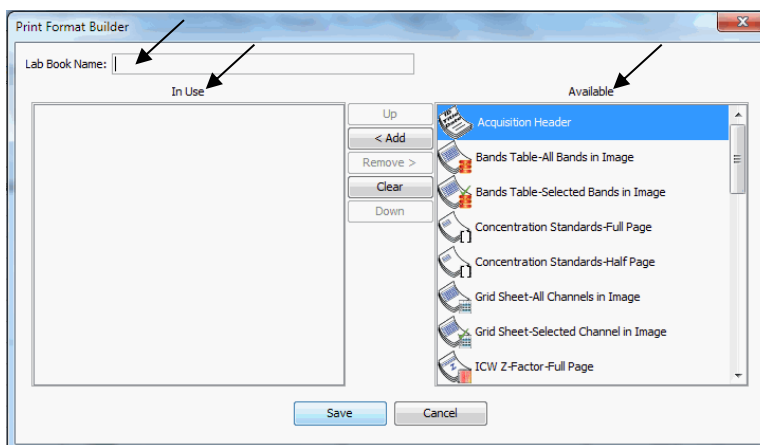 Print Format Builder
Lab Book Name:
In Use
Available
Up
< Add
Remove >
Clear
Down
Acquisition Header
Bands Table-All Bands in Image
Bands Table-Selected Bands in Image
Concentration Standards-Full Page
Concentration Standards-Half Page
Grid Sheet-All Channels in Image
Grid Sheet-Selected Channel in Image
ICW Z-Factor-Full Page
Save
Cancel